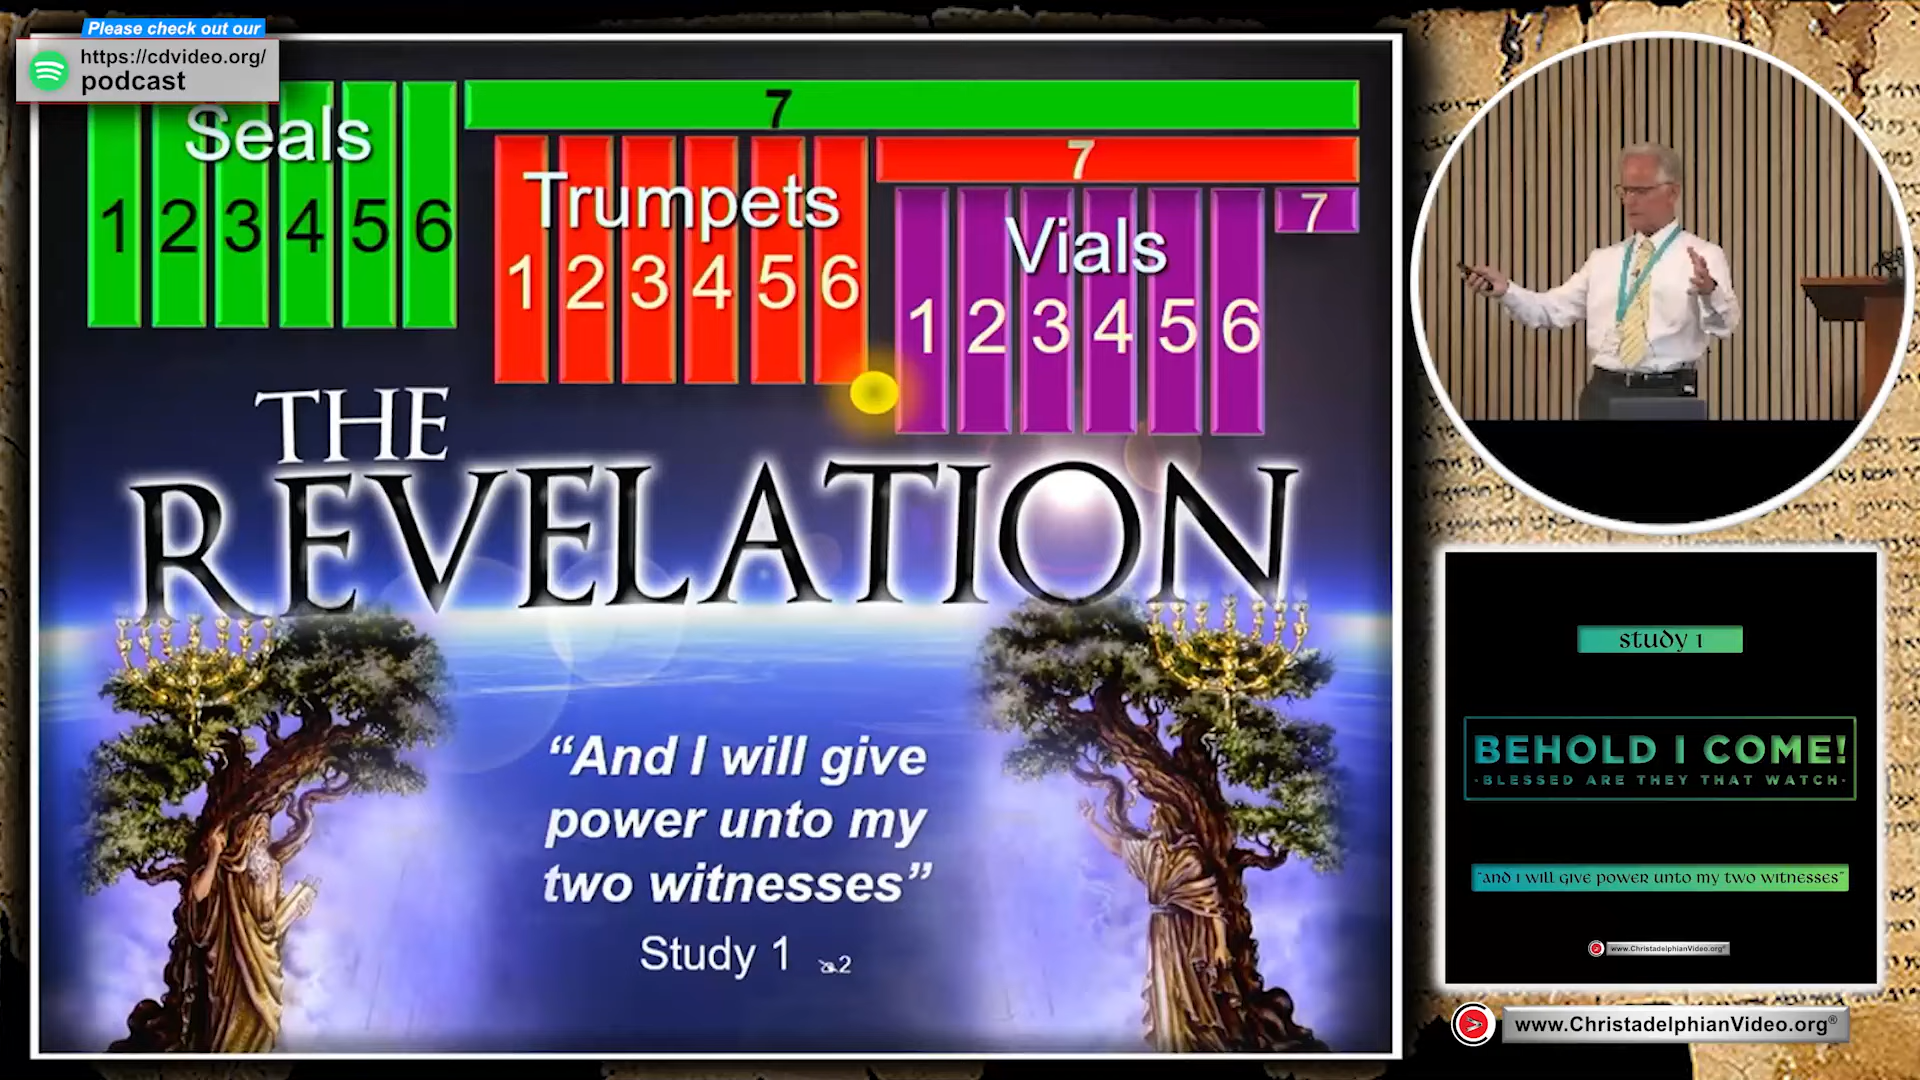 Please check out our
https://cdvideo.org/
podcast
7
Seals
1 2 3 4 5 6
7
Trumpets
1 2 3 4 5 6
7
Vials
1 2 3 4 5 6
THE
REVELATION
“And I will give
power unto my
two witnesses”
Study 1
2
study 1
BEHOLD I COME!
·BLESSED ARE THEY THAT WATCH·
“and i will give power unto my two witnesses”
www.ChristadelphianVideo.org®
www.ChristadelphianVideo.org®